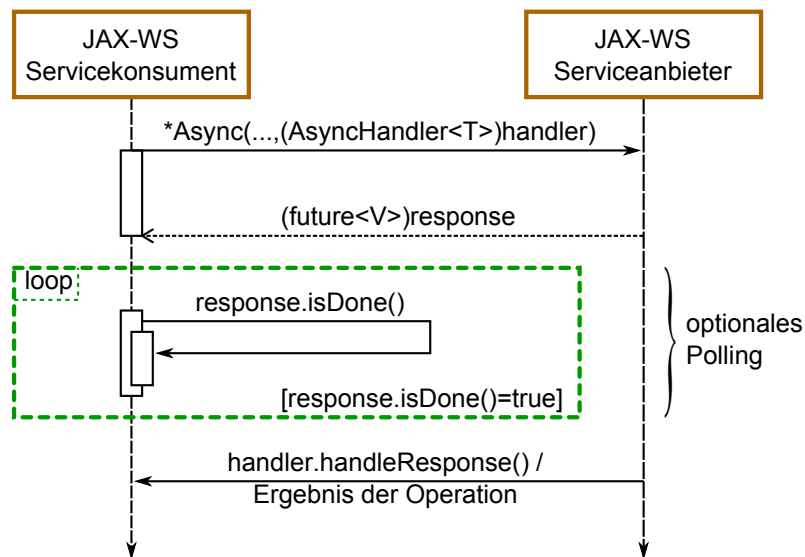 JAX-WS
Servicekonsument
JAX-WS
Serviceanbieter
*Async(...,(AsyncHandler<T>)handler)
(future<V>)response
loop
response.isDone()
[response.isDone()=true]
optionales
Polling
handler.handleResponse() /
Ergebnis der Operation